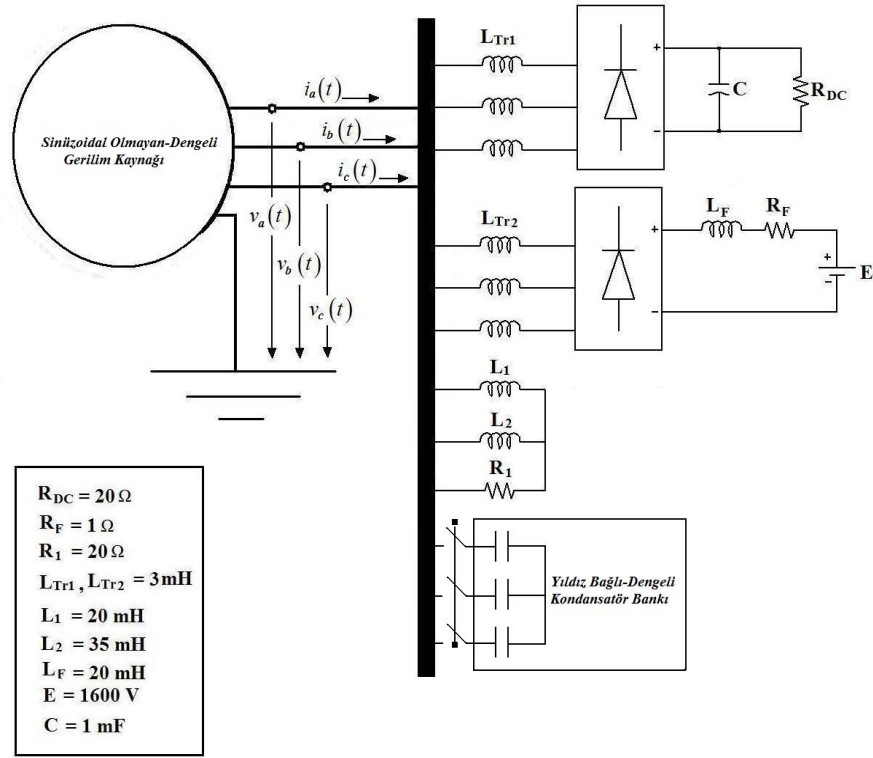 Sinüzoidal Olmayan-Dengeli
Gerilim Kaynağı
i_a(t)
i_b(t)
i_c(t)
v_a(t)
v_b(t)
v_c(t)
L_Tr1
+
-
C
R_DC
L_Tr2
+
-
L_F
R_F
+
-
E
L_1
L_2
R_1
Yıldız Bağlı-Dengeli
Kondansatör Bankı
R_DC = 20 Ω
R_F = 1 Ω
R_1 = 20 Ω
L_Tr1 , L_Tr2 = 3 mH
L_1 = 20 mH
L_2 = 35 mH
L_F = 20 mH
E = 1600 V
C = 1 mF